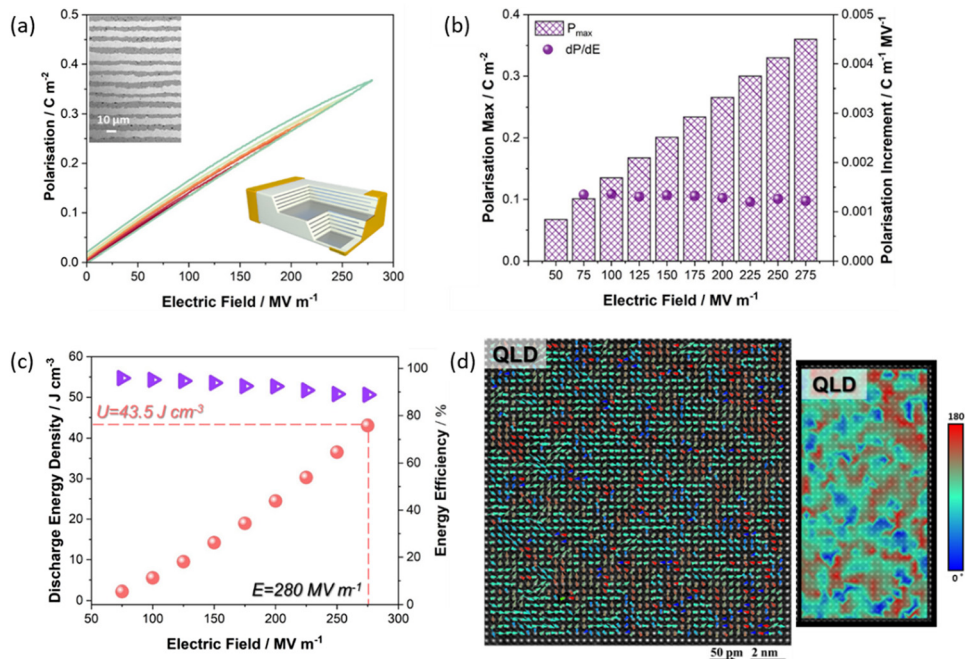 (a)
Polarisation / C m⁻²
0.5
0.4
0.3
0.2
0.1
0.0
10 μm
0 50 100 150 200 250 300
Electric Field / MV m⁻¹
(b)
Polarisation Max / C m⁻²
0.4
0.3
0.2
0.1
0.0
Pmax
dP/dE
0.005
0.004
0.003
0.002
0.001
0.000
Polarisation Increment / C m⁻¹ MV⁻¹
50 75 100 125 150 175 200 225 250 275
Electric Field / MV m⁻¹
(c)
Discharge Energy Density / J cm⁻³
60
50
40
30
20
10
0
U=43.5 J cm⁻³
E=280 MV m⁻¹
100
80
60
40
20
0
Energy Efficiency / %
50 100 150 200 250 300
Electric Field / MV m⁻¹
(d)
QLD
50 pm 2 nm
QLD
180
0°